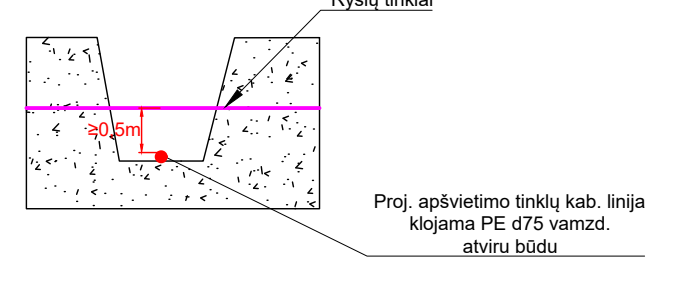 Ryšių tinklai
≥0,5m
Proj. apšvietimo tinklų kab. linija
klojama PE d75 vamzd.
atviru būdu